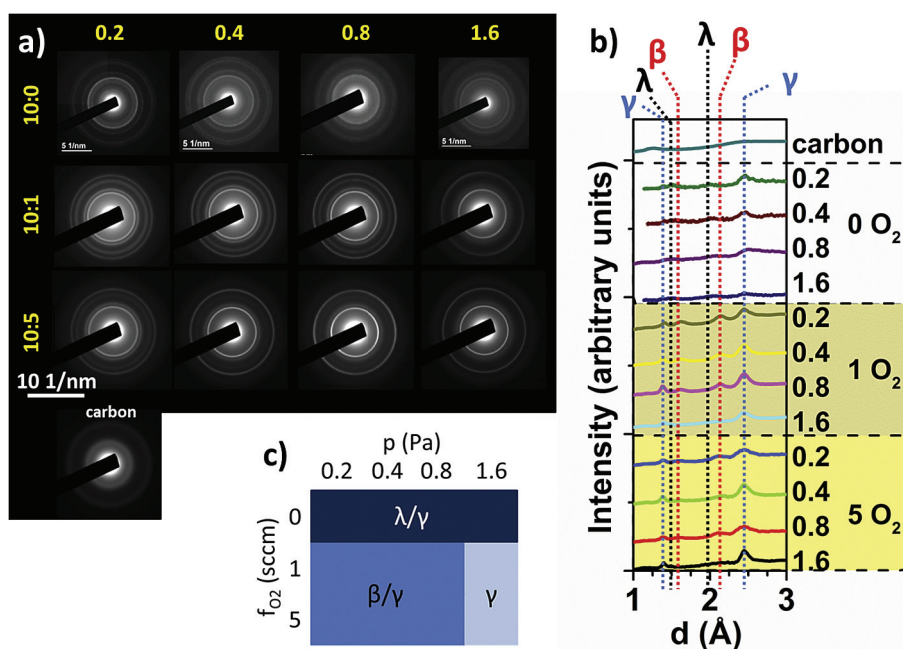 a)
0.2 0.4 0.8 1.6
10:0
5 1/nm 5 1/nm 5 1/nm 5 1/nm
10:1
10:5
10 1/nm
carbon
b)
γ λ β λ β γ
carbon
0.2
0.4
0.8
1.6
0 O2
0.2
0.4
0.8
1.6
1 O2
0.2
0.4
0.8
1.6
5 O2
Intensity (arbitrary units)
1 2 3
d (Å)
c)
p (Pa)
0.2 0.4 0.8 1.6
fO2 (sccm)
0
1
5
λ/γ
β/γ
γ